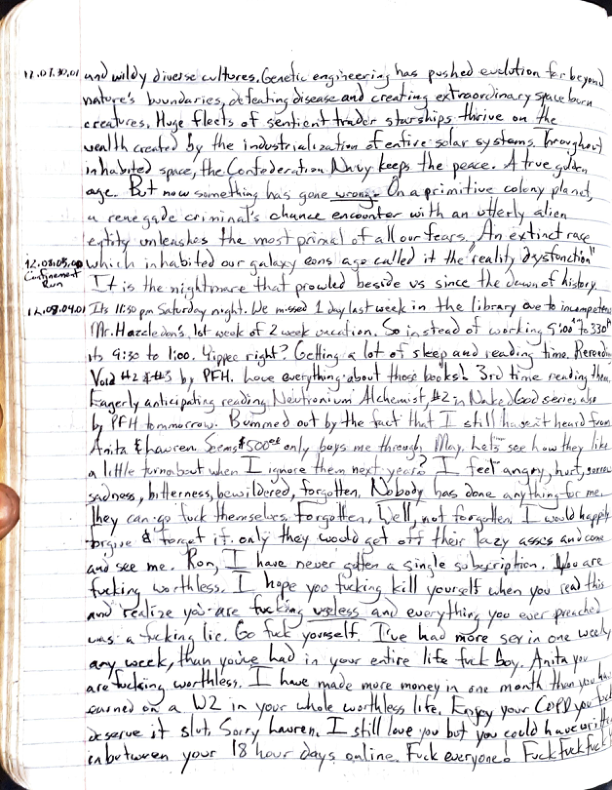 12.07.30.01 and wildy diverse cultures. Genetic engineering has pushed evolution far beyond
nature's boundaries, defeating disease and creating extraordinary space born
creatures. Huge fleets of sentient trader starships thrive on the
wealth created by the industrialization of entire solar systems. Throughout
inhabited space, the Confederation Navy keeps the peace. A true golden
age. But now something has gone wrong. On a primitive colony planet,
a renegade criminal's chance encounter with an utterly alien
entity unleashes the most primal of all our fears. An extinct race
12.08.03.00 which inhabited our galaxy eons ago called it the "reality dysfunction"
Confinement Run It is the nightmare that prowled beside us since the dawn of history.
12.08.04.01 Its 11:50 pm Saturday night. We missed 1 day last week in the library due to incompetent
Mr. 1st week of 2 week vacation. So instead of working to 330
its 9:30 to 1:00. Yippee right? Getting a lot of sleep and reading time. Rereading
Void #2 & #3 by PFH. Love everything about those books! 3rd time reading them.
Eagerly anticipating reading Neutronium Alchemist, #2 in Naked God series also
by PFH tommorrow. Bummed out by the fact that I still haven't heard from
Anita & Lauren. Seems $500 only buys me through May. Let's see how they like
a little turnabout when I ignore them next year? I feel angry, hurt,
sadness, bitterness, bewildered, forgotten. Nobody has done anything for me.
They can go fuck themselves. Forgotten. Well, not forgotten. I would happily
forgive & forget it only they would get off their lazy asses and come
and see me. Ron, I have never gotten a single subscription. You are
fucking worthless. I hope you fucking kill yourself when you read this
and realize you are fucking useless and everything you ever preached
was a fucking lie. Go fuck yourself. I've had more sex in one week,
any week, than you've had in your entire life fuck boy. Anita you
are fucking worthless. I have made more money in one month than you have
earned on a W2 in your whole worthless life. Enjoy your COPD you
deserve it slut. Sorry Lauren. I still love you but you could have written
inbetween your 18 hour days online. Fuck everyone! Fuck fuck fuck